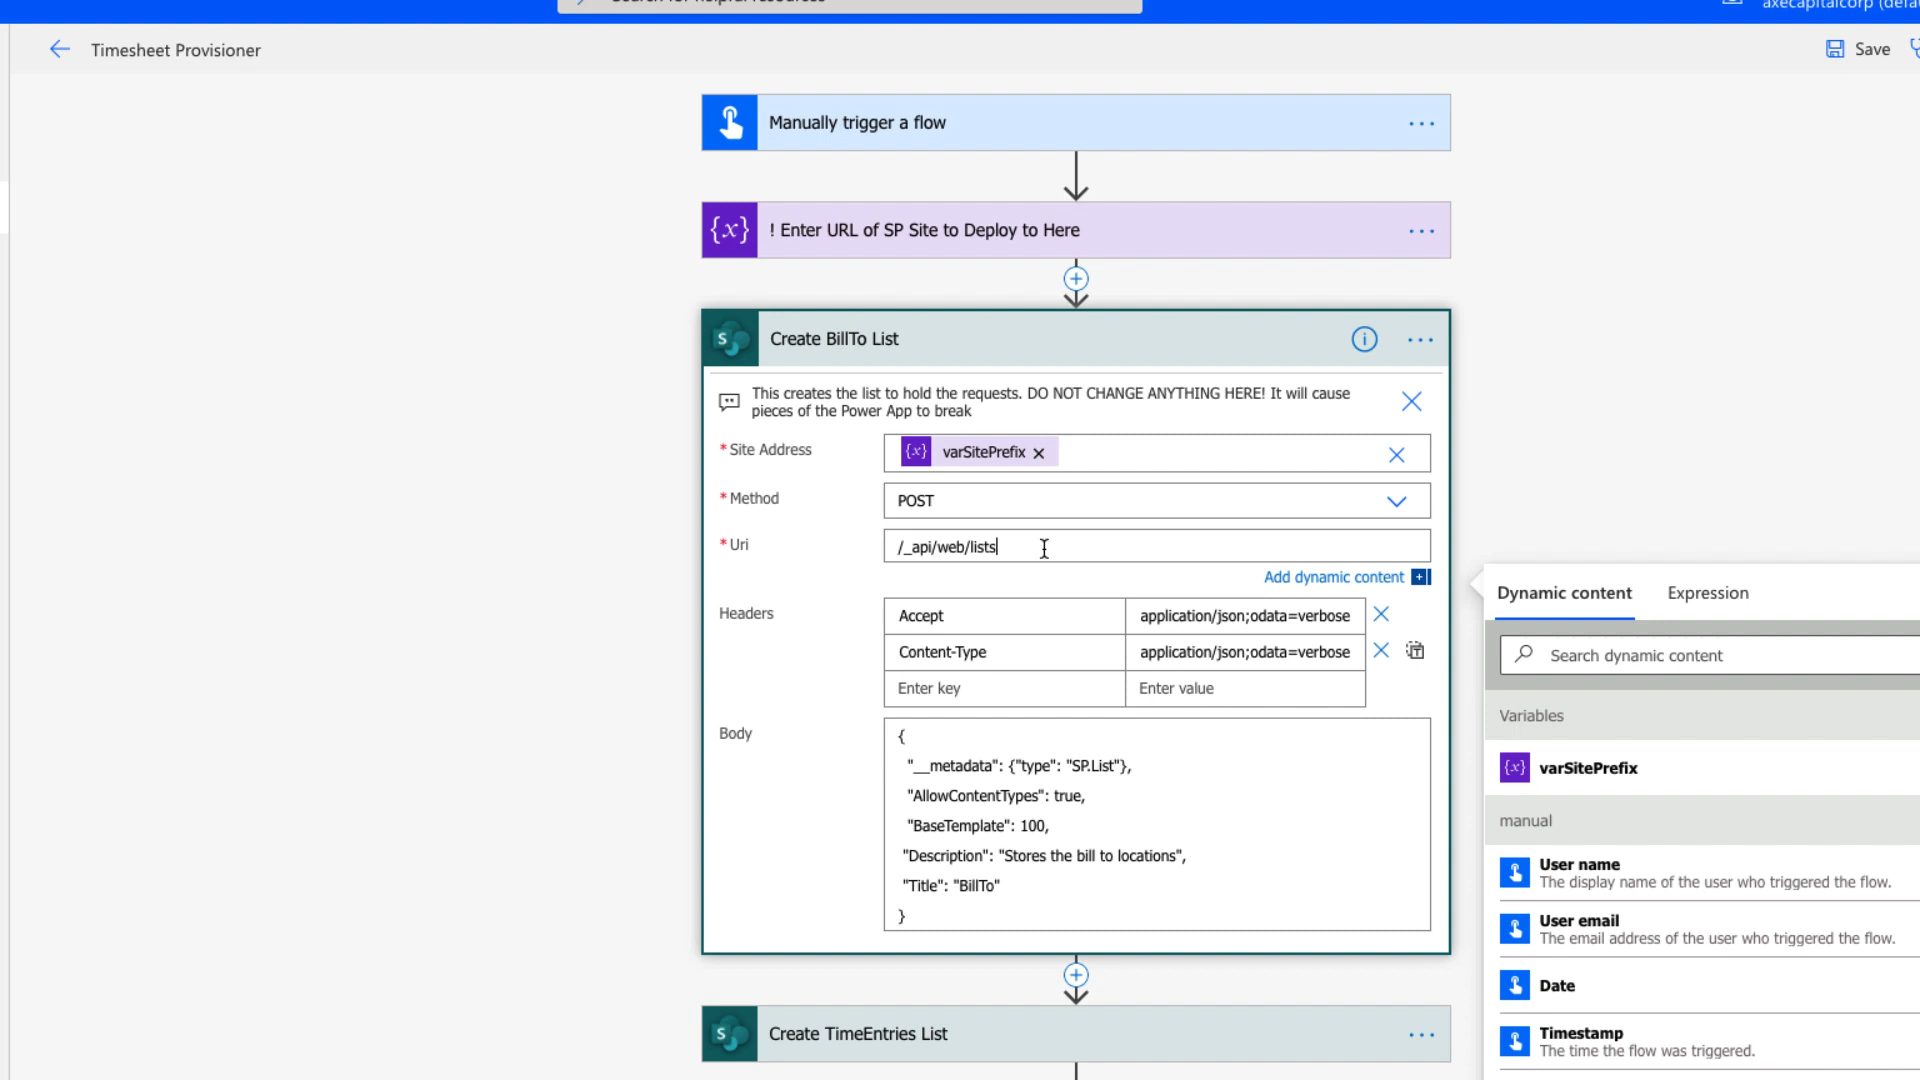 axecapitalcorp (defa
Timesheet Provisioner
Save
Manually trigger a flow
{x}
! Enter URL of SP Site to Deploy to Here
S
Create BillTo List
This creates the list to hold the requests. DO NOT CHANGE ANYTHING HERE! It will cause
pieces of the Power App to break
* Site Address
{x} varSitePrefix
* Method
POST
* Uri
/_api/web/lists
Add dynamic content
Headers
Accept
application/json;odata=verbose
Content-Type
application/json;odata=verbose
Enter key
Enter value
Body
{
"__metadata": {"type": "SP.List"},
"AllowContentTypes": true,
"BaseTemplate": 100,
"Description": "Stores the bill to locations",
"Title": "BillTo"
}
S
Create TimeEntries List
Dynamic content
Expression
Search dynamic content
Variables
{x} varSitePrefix
manual
User name
The display name of the user who triggered the flow.
User email
The email address of the user who triggered the flow.
Date
Timestamp
The time the flow was triggered.